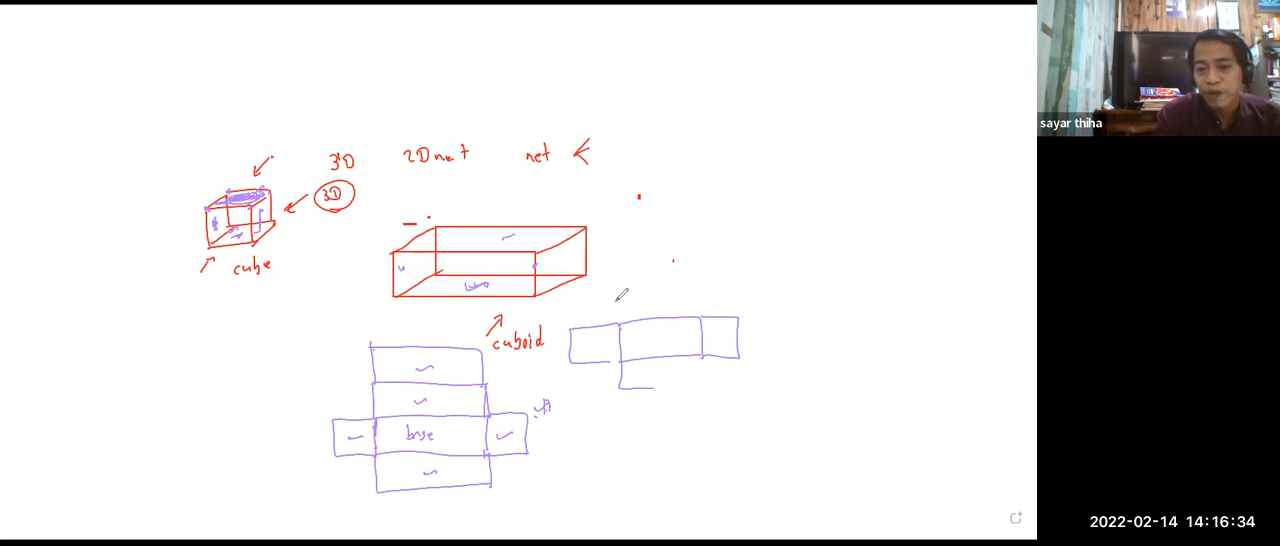 3D 2D net net <
3D
cube
cuboid
base
sayar thiha
2022-02-14 14:16:34